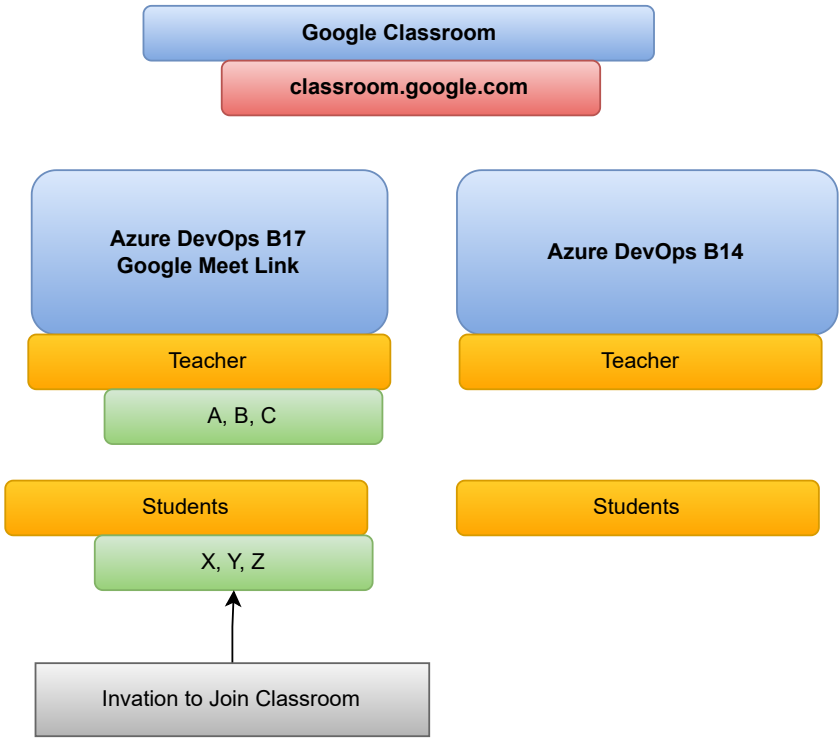 Google Classroom
classroom.google.com
Azure DevOps B17
Google Meet Link
Azure DevOps B14
Teacher
Teacher
A, B, C
Students
Students
X, Y, Z
Invation to Join Classroom